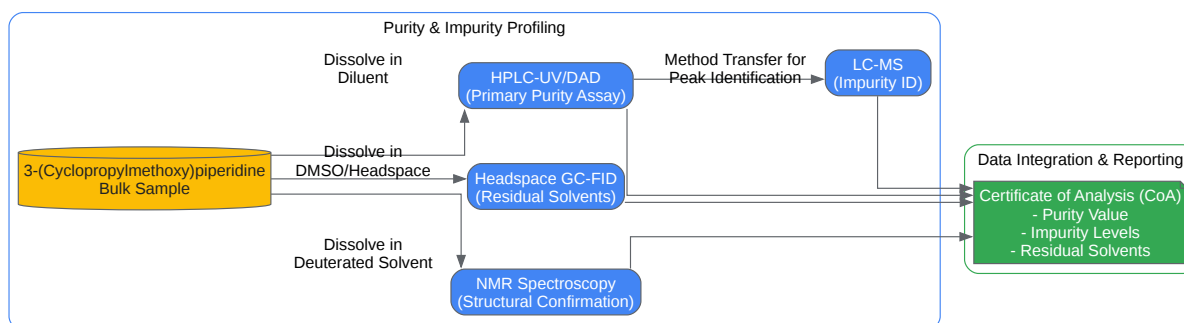 Purity & Impurity Profiling
Dissolve in
Diluent
HPLC-UV/DAD
(Primary Purity Assay)
Method Transfer for
Peak Identification
LC-MS
(Impurity ID)
3-(Cyclopropylmethoxy)piperidine
Bulk Sample
Dissolve in
DMSO/Headspace
Headspace GC-FID
(Residual Solvents)
Dissolve in
Deuterated Solvent
NMR Spectroscopy
(Structural Confirmation)
Data Integration & Reporting
Certificate of Analysis (CoA)
- Purity Value
- Impurity Levels
- Residual Solvents